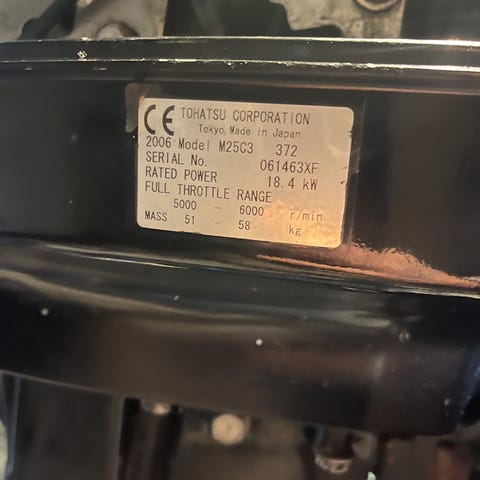 CE TOHATSU CORPORATION
Tokyo, Made in Japan
2006 Model M25C3 372
SERIAL No. 061463XF
RATED POWER 18.4 kW
FULL THROTTLE RANGE
5000 - 6000 r/min
MASS 51 - 58 kg